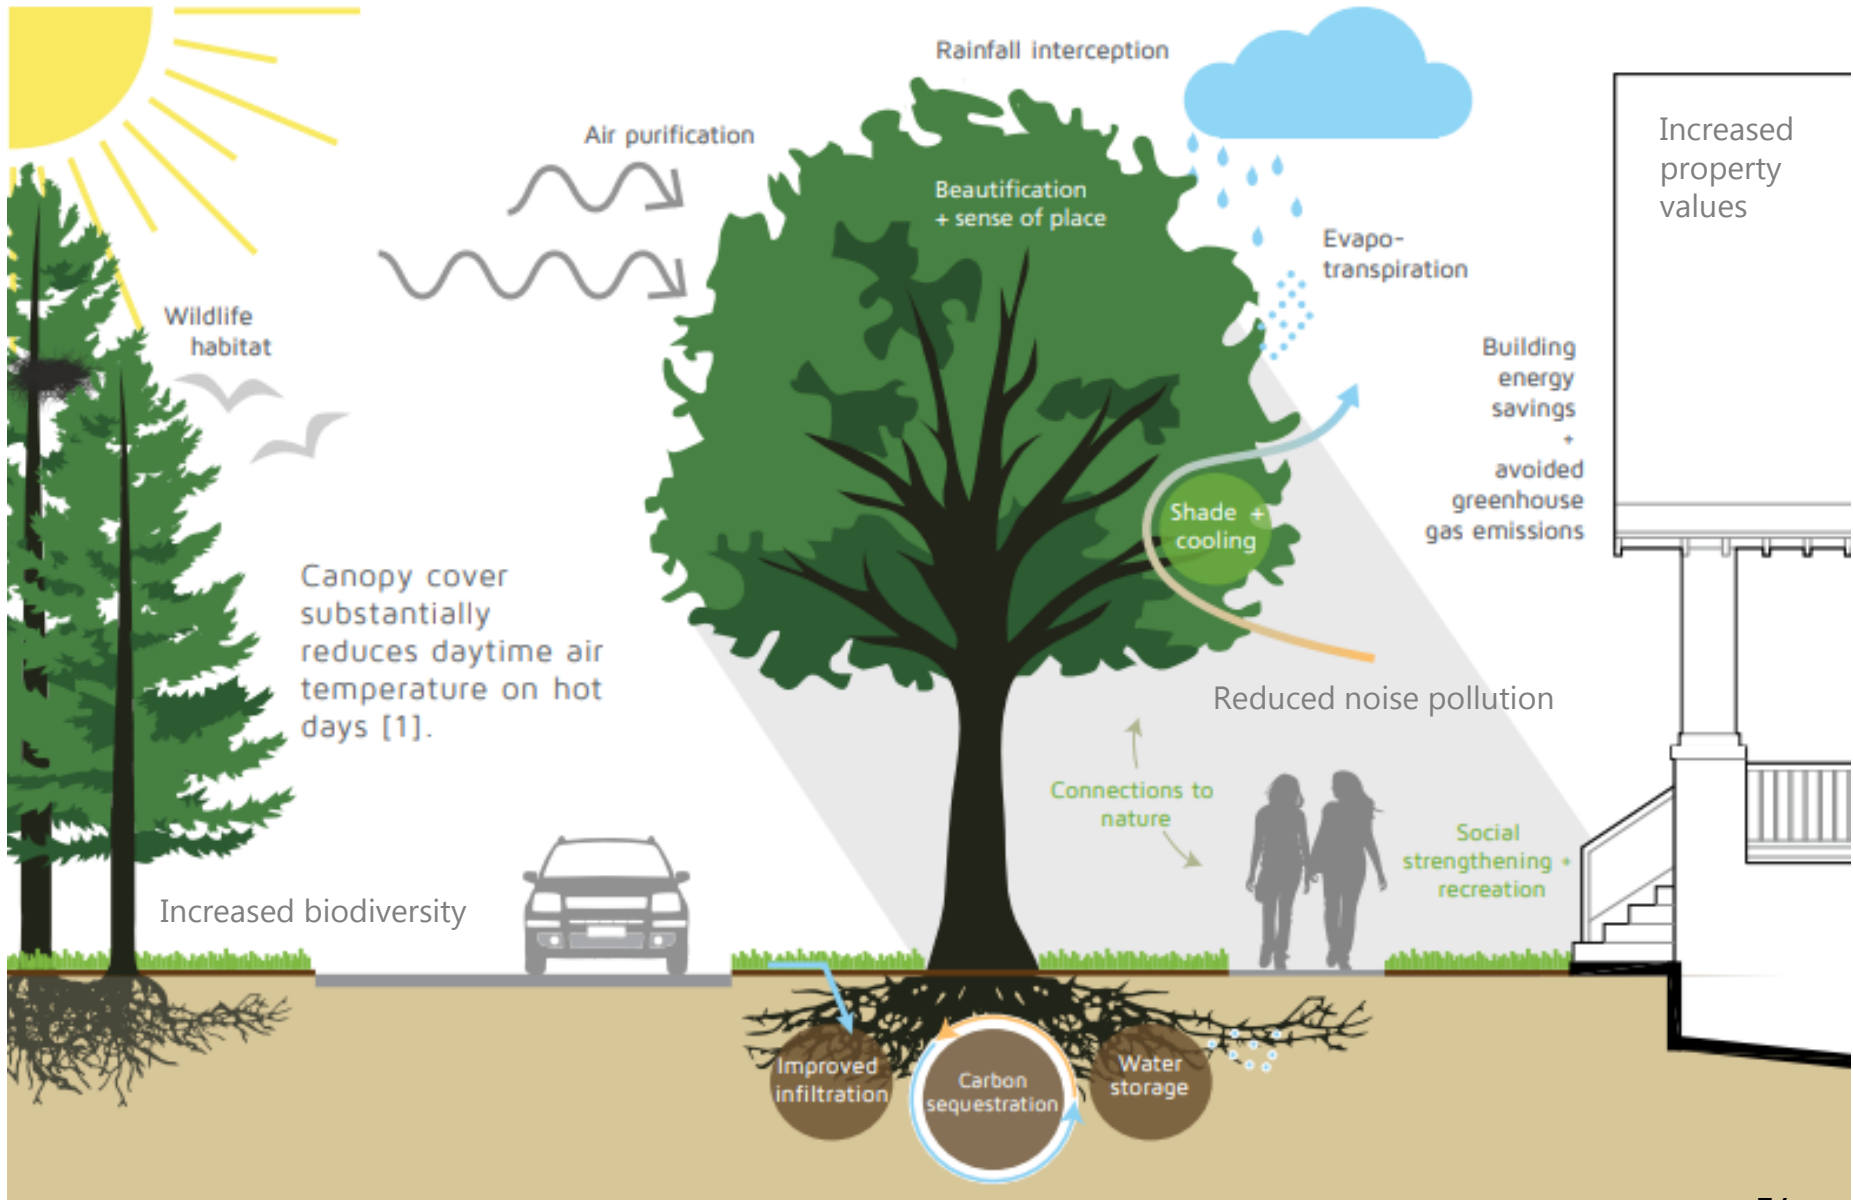 Rainfall interception
Air purification
Increased
property
values
Beautification
+ sense of place
Evapo-
transpiration
Wildlife
habitat
Building
energy
savings
+
avoided
greenhouse
gas emissions
Shade +
cooling
Canopy cover
substantially
reduces daytime air
temperature on hot
days [1].
Reduced noise pollution
Connections to
nature
Social
strengthening +
recreation
Increased biodiversity
Improved
infiltration
Carbon
sequestration
Water
storage